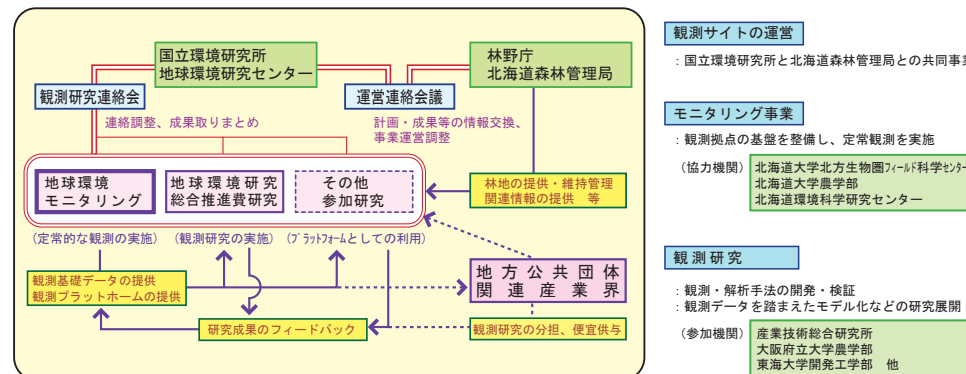 国立環境研究所
地球環境研究センター
林野庁
北海道森林管理局
観測研究連絡会
運営連絡会議
連絡調整、成果取りまとめ
計画・成果等の情報交換、
事業運営調整
地球環境
モニタリング
地球環境研究
総合推進費研究
その他
参加研究
林地の提供・維持管理
関連情報の提供 等
(定常的な観測の実施)
(観測研究の実施)
(プラットフォームとしての利用)
観測基礎データの提供
観測プラットホームの提供
地方公共団体
関連産業界
研究成果のフィードバック
観測研究の分担、便宜供与
観測サイトの運営
:国立環境研究所と北海道森林管理局との共同事業
モニタリング事業
:観測拠点の基盤を整備し、定常観測を実施
(協力機関)
北海道大学北方生物圏フィールド科学センター
北海道大学農学部
北海道環境科学研究センター
観測研究
:観測・解析手法の開発・検証
:観測データを踏まえたモデル化などの研究展開
(参加機関)
産業技術総合研究所
大阪府立大学農学部
東海大学開発工学部 他